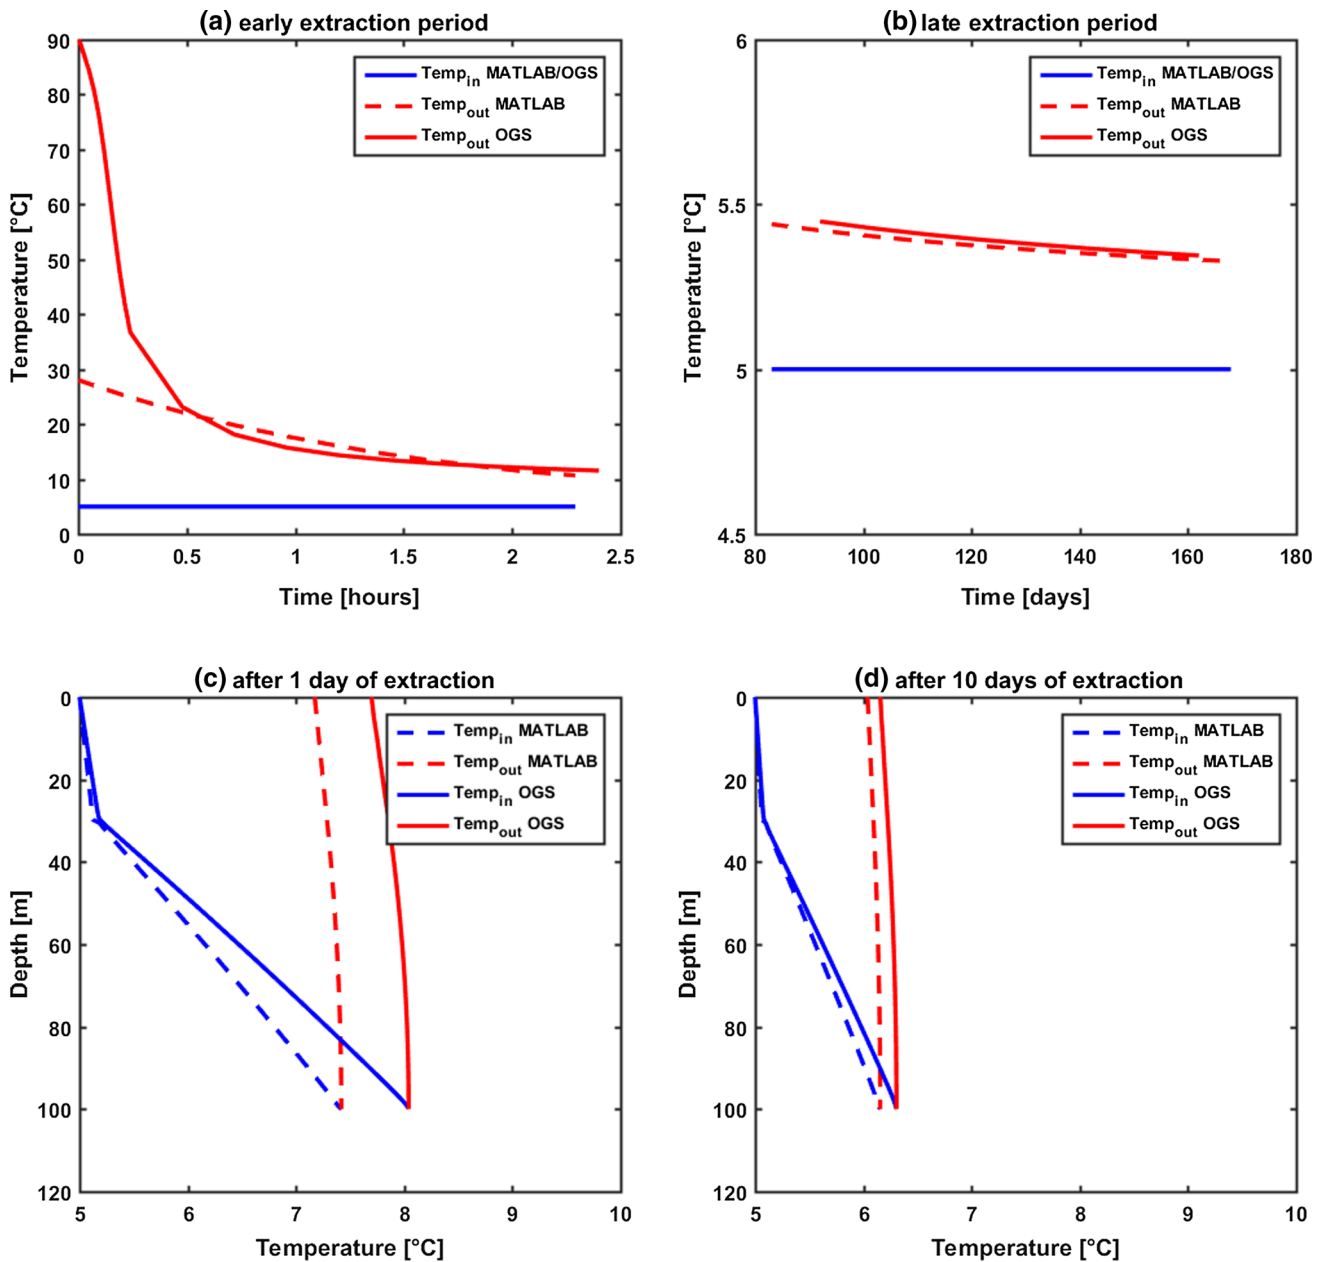 (a) early extraction period
90
80
70
60
50
40
30
20
10
0
0 0.5 1 1.5 2 2.5
Temperature [°C]
Time [hours]
Temp_in MATLAB/OGS
Temp_out MATLAB
Temp_out OGS
(b) late extraction period
6
5.5
5
4.5
80 100 120 140 160 180
Temperature [°C]
Time [days]
Temp_in MATLAB/OGS
Temp_out MATLAB
Temp_out OGS
(c) after 1 day of extraction
0
20
40
60
80
100
120
5 6 7 8 9 10
Depth [m]
Temperature [°C]
Temp_in MATLAB
Temp_out MATLAB
Temp_in OGS
Temp_out OGS
(d) after 10 days of extraction
0
20
40
60
80
100
120
5 6 7 8 9 10
Depth [m]
Temperature [°C]
Temp_in MATLAB
Temp_out MATLAB
Temp_in OGS
Temp_out OGS